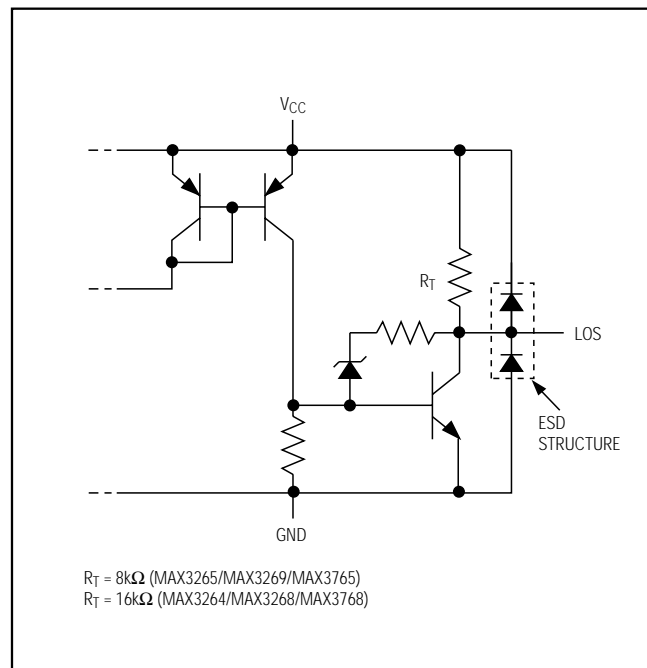 VCC
RT
LOS
ESD
STRUCTURE
GND
RT = 8kΩ (MAX3265/MAX3269/MAX3765)
RT = 16kΩ (MAX3264/MAX3268/MAX3768)